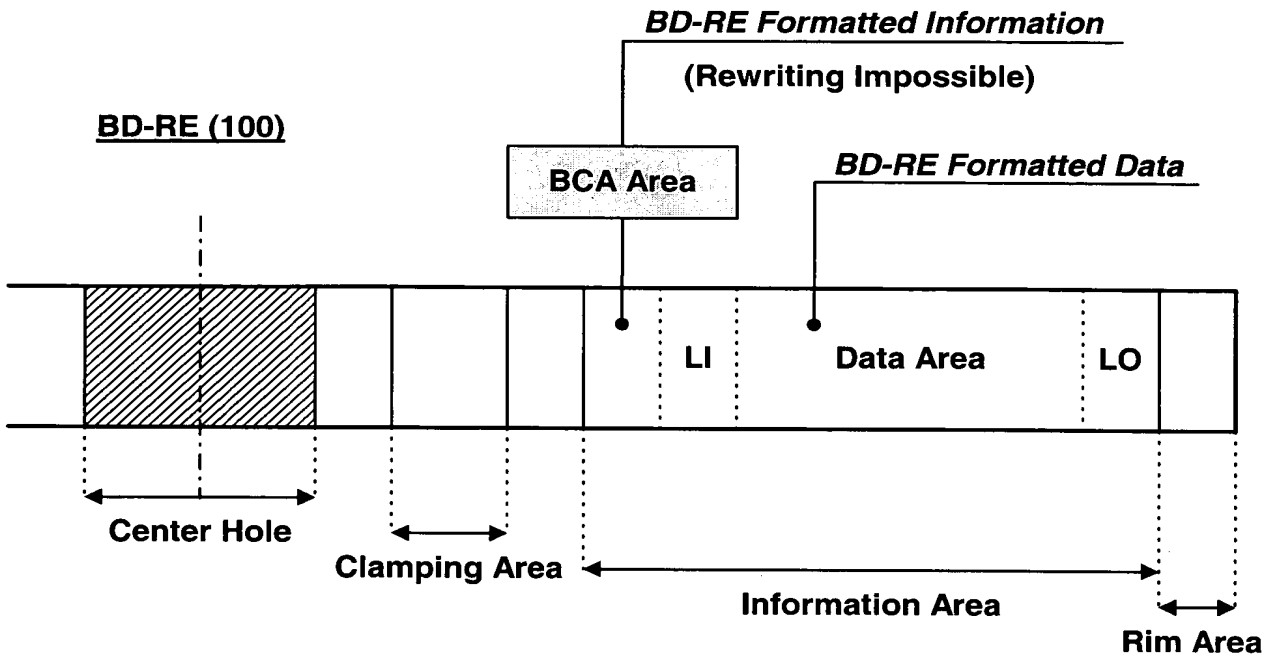 BD-RE Formatted Information
(Rewriting Impossible)
BD-RE (100)
BCA Area
BD-RE Formatted Data
LI
Data Area
LO
Center Hole
Clamping Area
Information Area
Rim Area